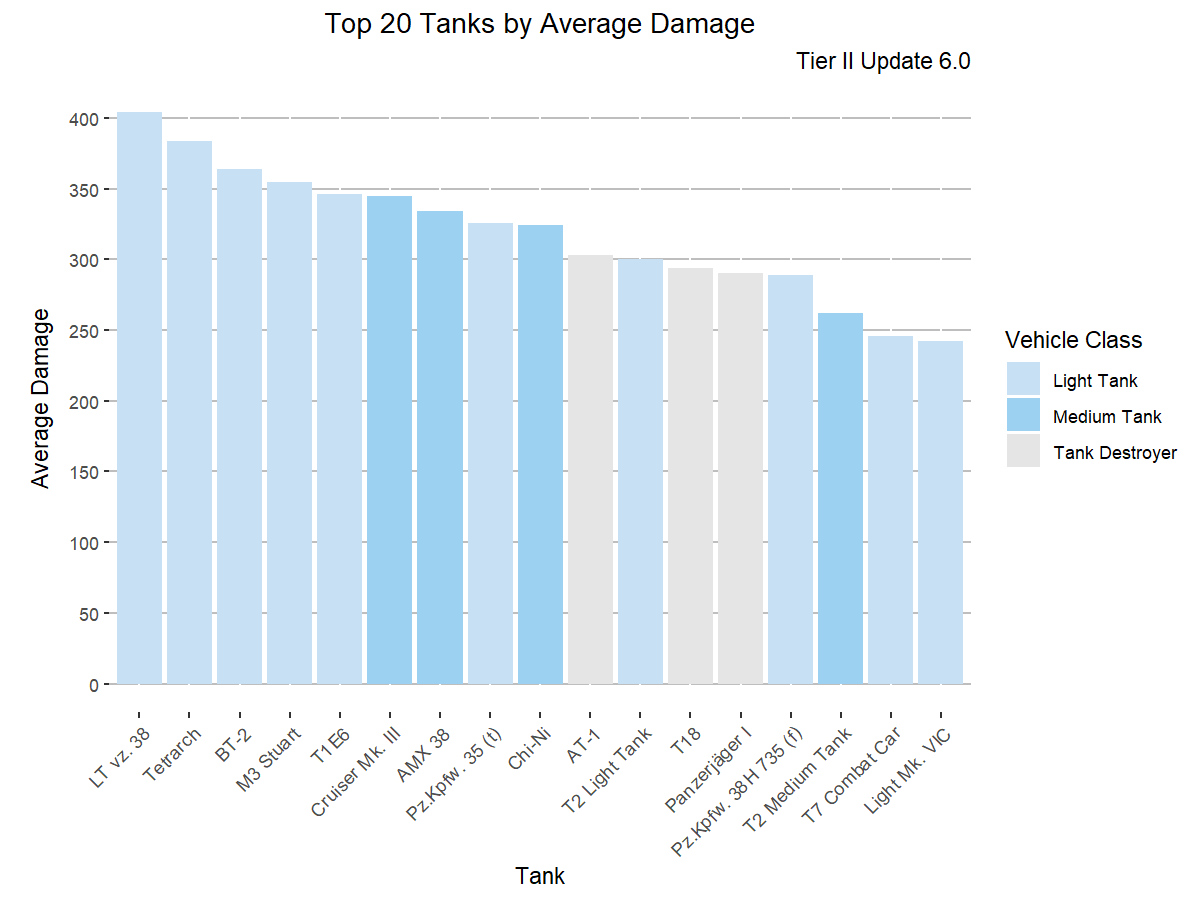 Top 20 Tanks by Average Damage
Tier II Update 6.0
Average Damage
400
350
300
250
200
150
100
50
0
LT vz. 38
Tetrarch
BT-2
M3 Stuart
T1E6
Cruiser Mk. III
AMX 38
Pz.Kpfw. 35 (t)
Chi-Ni
AT-1
T2 Light Tank
T18
Panzerjäger I
Pz.Kpfw. 38H 735 (f)
T2 Medium Tank
T7 Combat Car
Light Mk. VIC
Tank
Vehicle Class
Light Tank
Medium Tank
Tank Destroyer